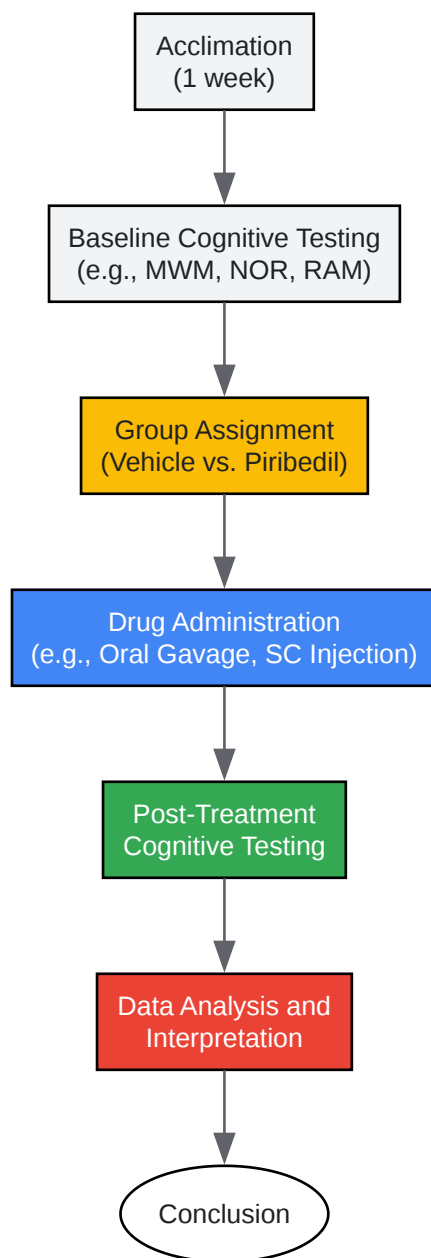 Acclimation
(1 week)
Baseline Cognitive Testing
(e.g., MWM, NOR, RAM)
Group Assignment
(Vehicle vs. Piribedil)
Drug Administration
(e.g., Oral Gavage, SC Injection)
Post-Treatment
Cognitive Testing
Data Analysis and
Interpretation
Conclusion